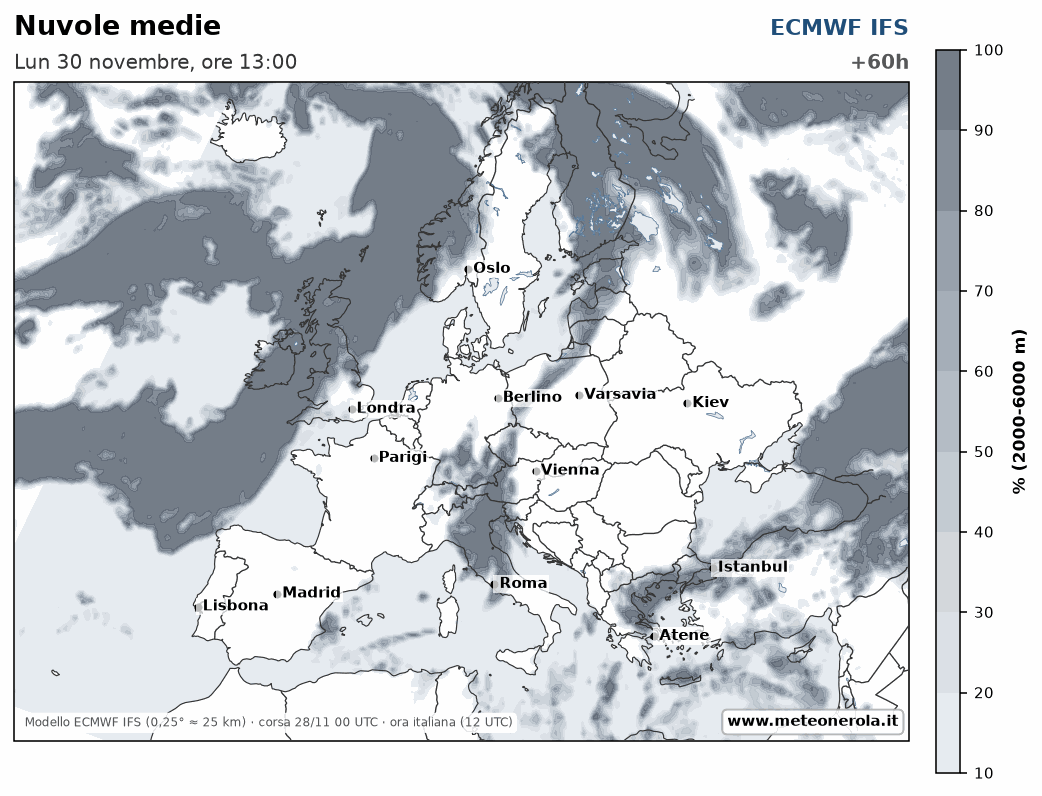 Nuvole medie
ECMWF IFS
Lun 30 novembre, ore 13:00
+60h
100
90
80
70
60
50
40
30
20
10
% (2000-6000 m)
Oslo
Berlino
Varsavia
Kiev
Londra
Parigi
Vienna
Istanbul
Roma
Madrid
Lisbona
Atene
Modello ECMWF IFS (0,25° ≈ 25 km) · corsa 28/11 00 UTC · ora italiana (12 UTC)
www.meteonerola.it